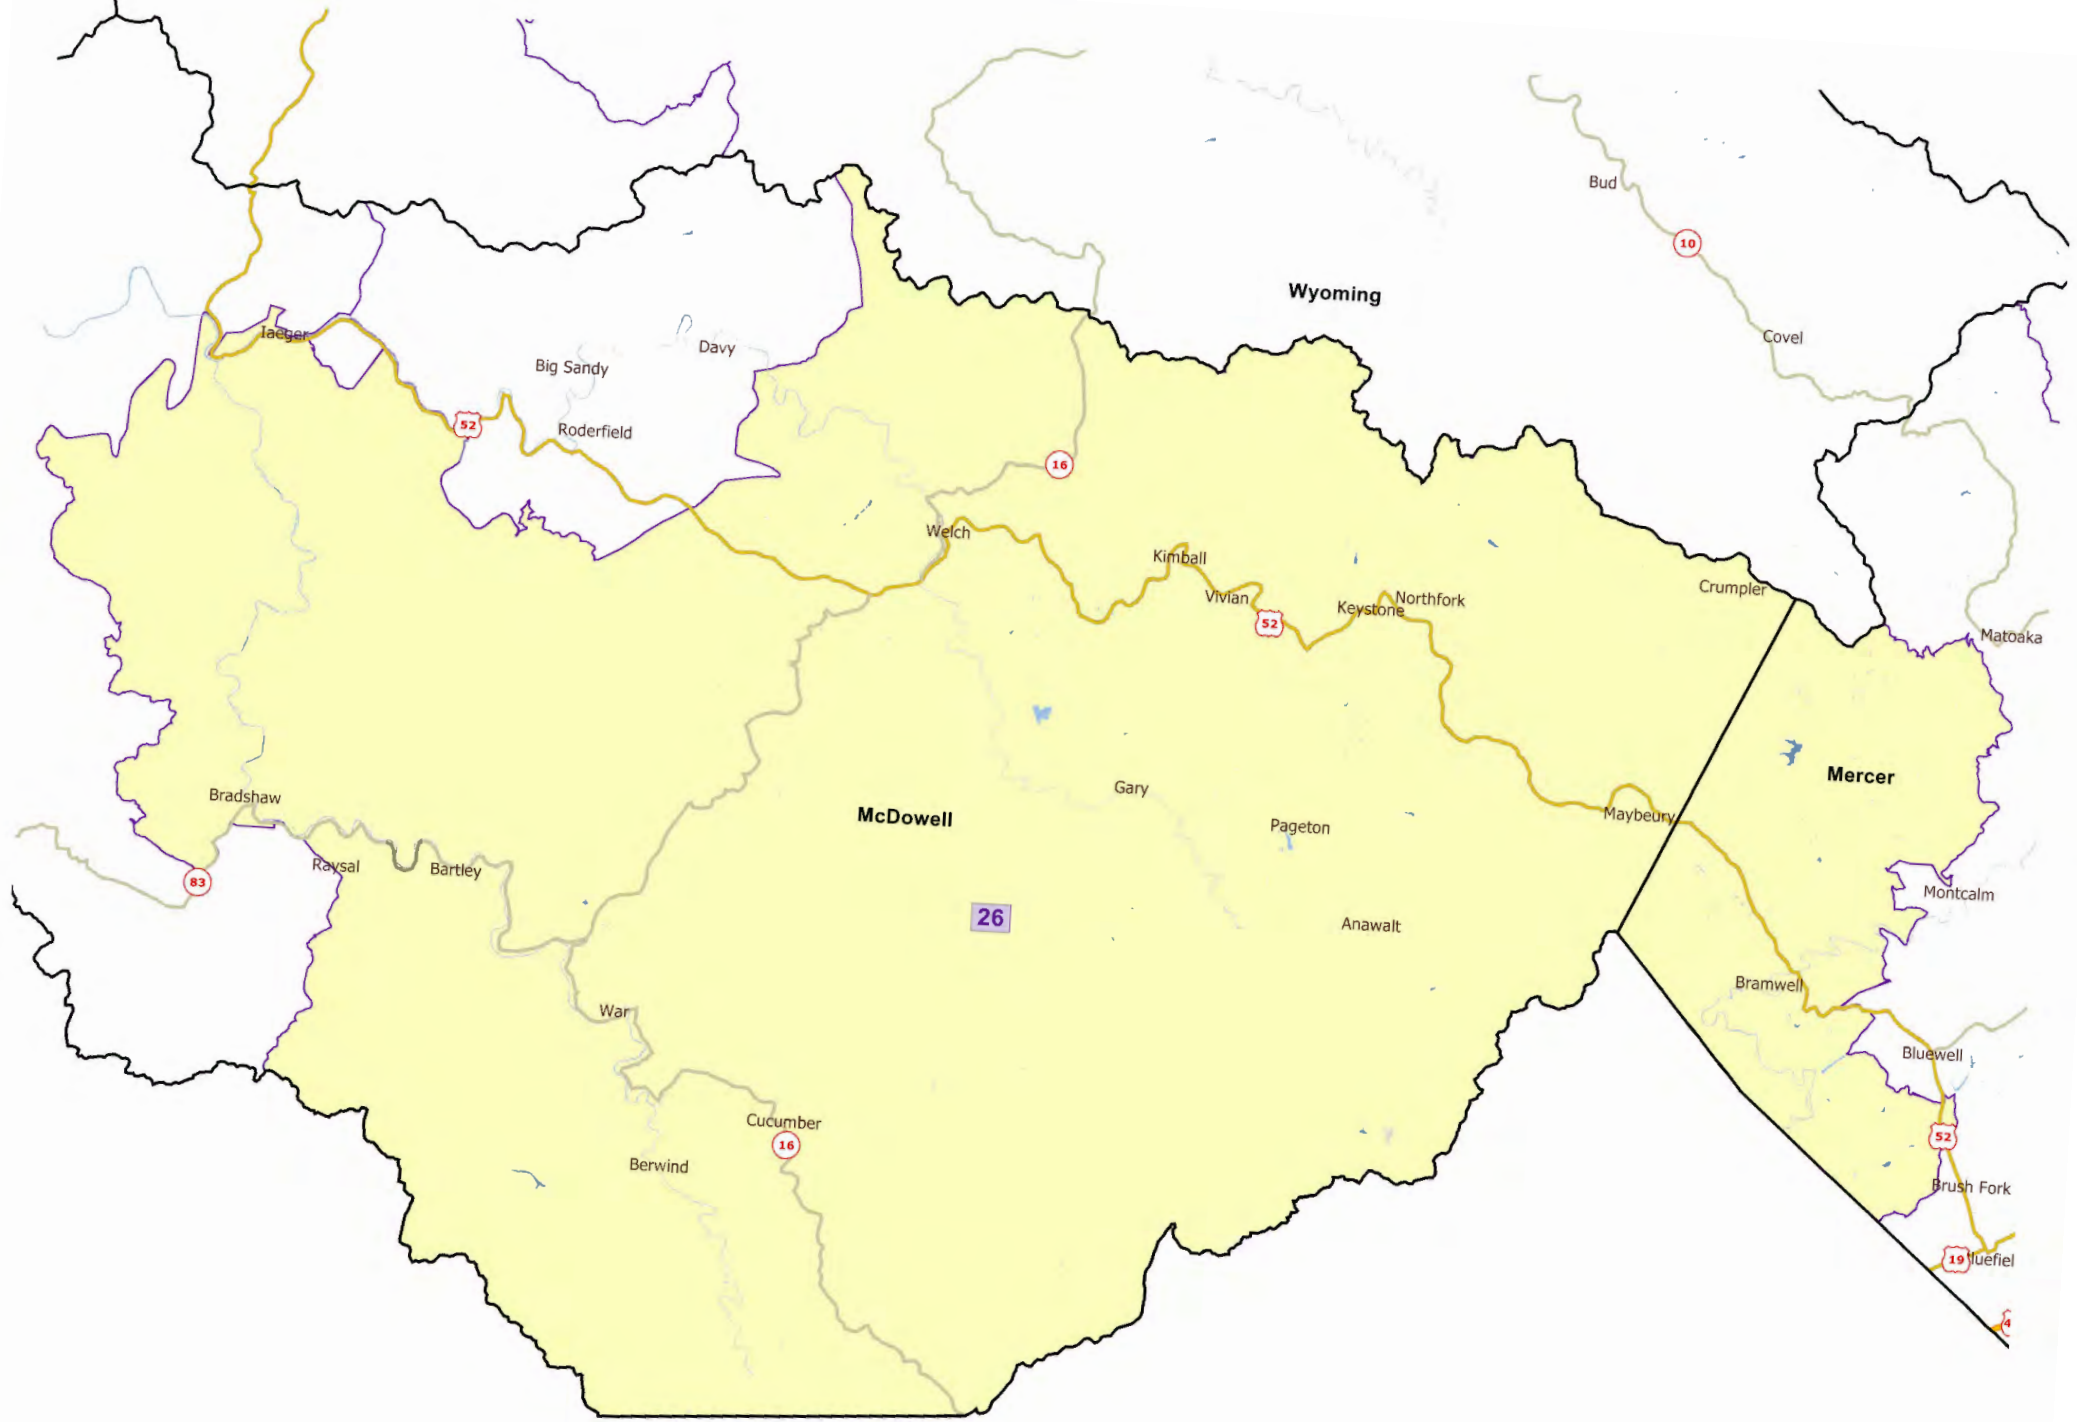 Bud
10
Wyoming
Iaeger
Covel
Davy
Big Sandy
52
Roderfield
16
Welch
Kimball
Crumpler
Vivian
Keystone
Northfork
52
Matoaka
Mercer
Gary
Bradshaw
McDowell
Pageton
Maybeury
Raysal
Bartley
83
Montcalm
26
Anawalt
Bramwell
War
Bluewell
Cucumber
52
16
Berwind
Brush Fork
19
luefiel
4